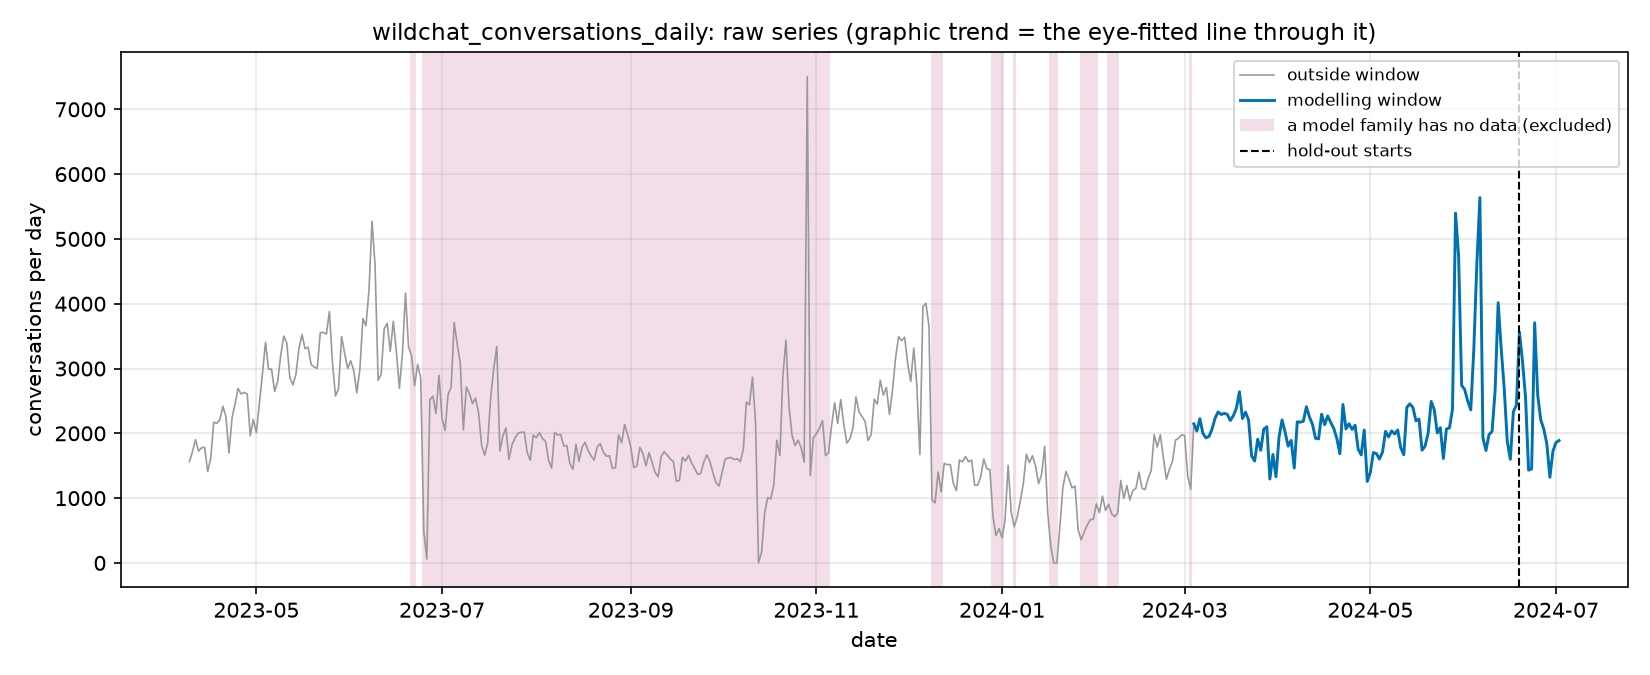 wildchat_conversations_daily: raw series (graphic trend = the eye-fitted line through it)
outside window
modelling window
a model family has no data (excluded)
hold-out starts
conversations per day
7000
6000
5000
4000
3000
2000
1000
0
2023-05
2023-07
2023-09
2023-11
2024-01
2024-03
2024-05
2024-07
date